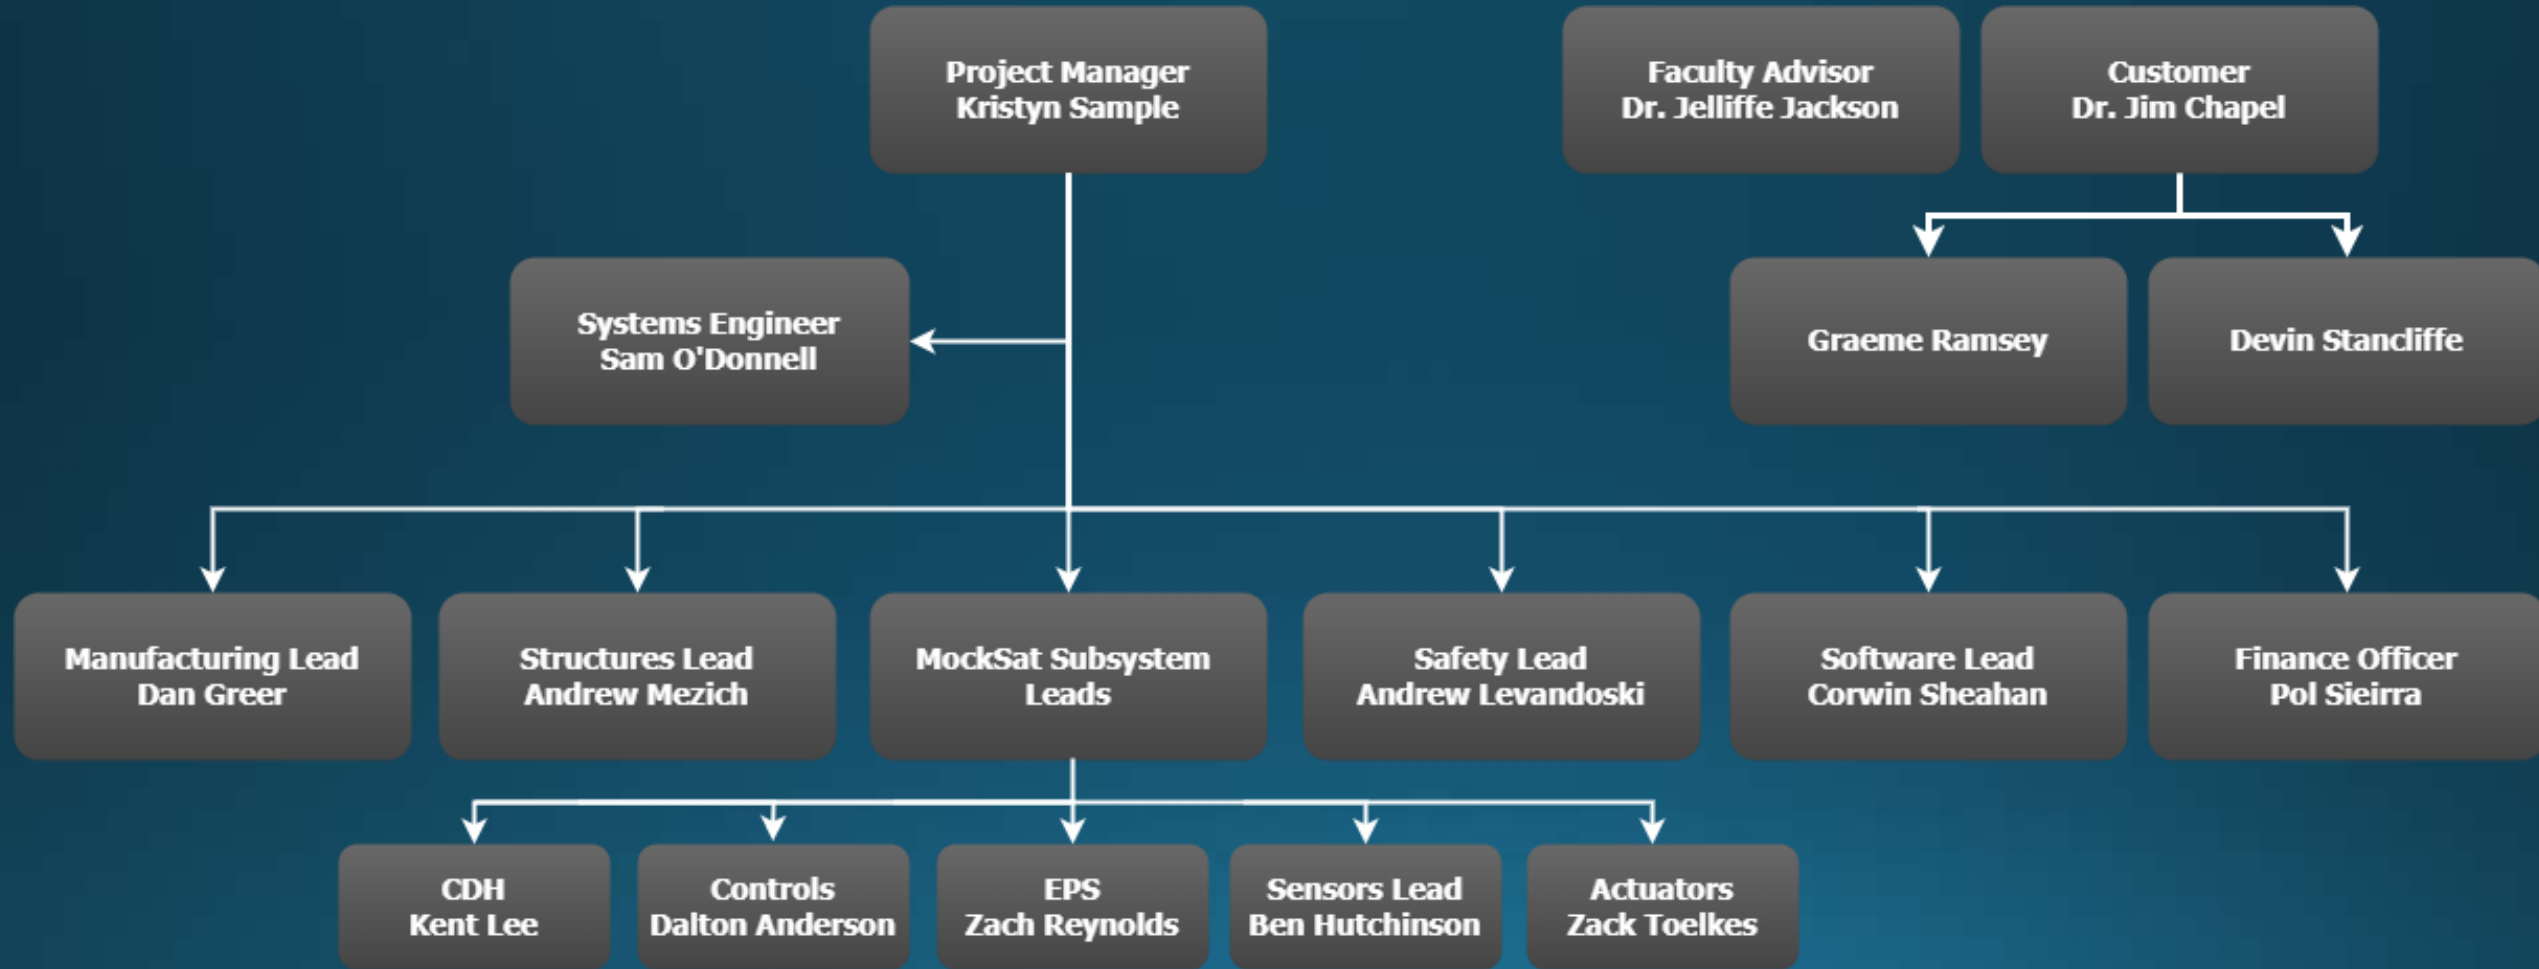 Project Manager
Kristyn Sample
Faculty Advisor
Dr. Jelliffe Jackson
Customer
Dr. Jim Chapel
Systems Engineer
Sam O'Donnell
Graeme Ramsey
Devin Stancliffe
Manufacturing Lead
Dan Greer
Structures Lead
Andrew Mezich
MockSat Subsystem
Leads
Safety Lead
Andrew Levandoski
Software Lead
Corwin Sheahan
Finance Officer
Pol Sieirra
CDH
Kent Lee
Controls
Dalton Anderson
EPS
Zach Reynolds
Sensors Lead
Ben Hutchinson
Actuators
Zack Toelkes